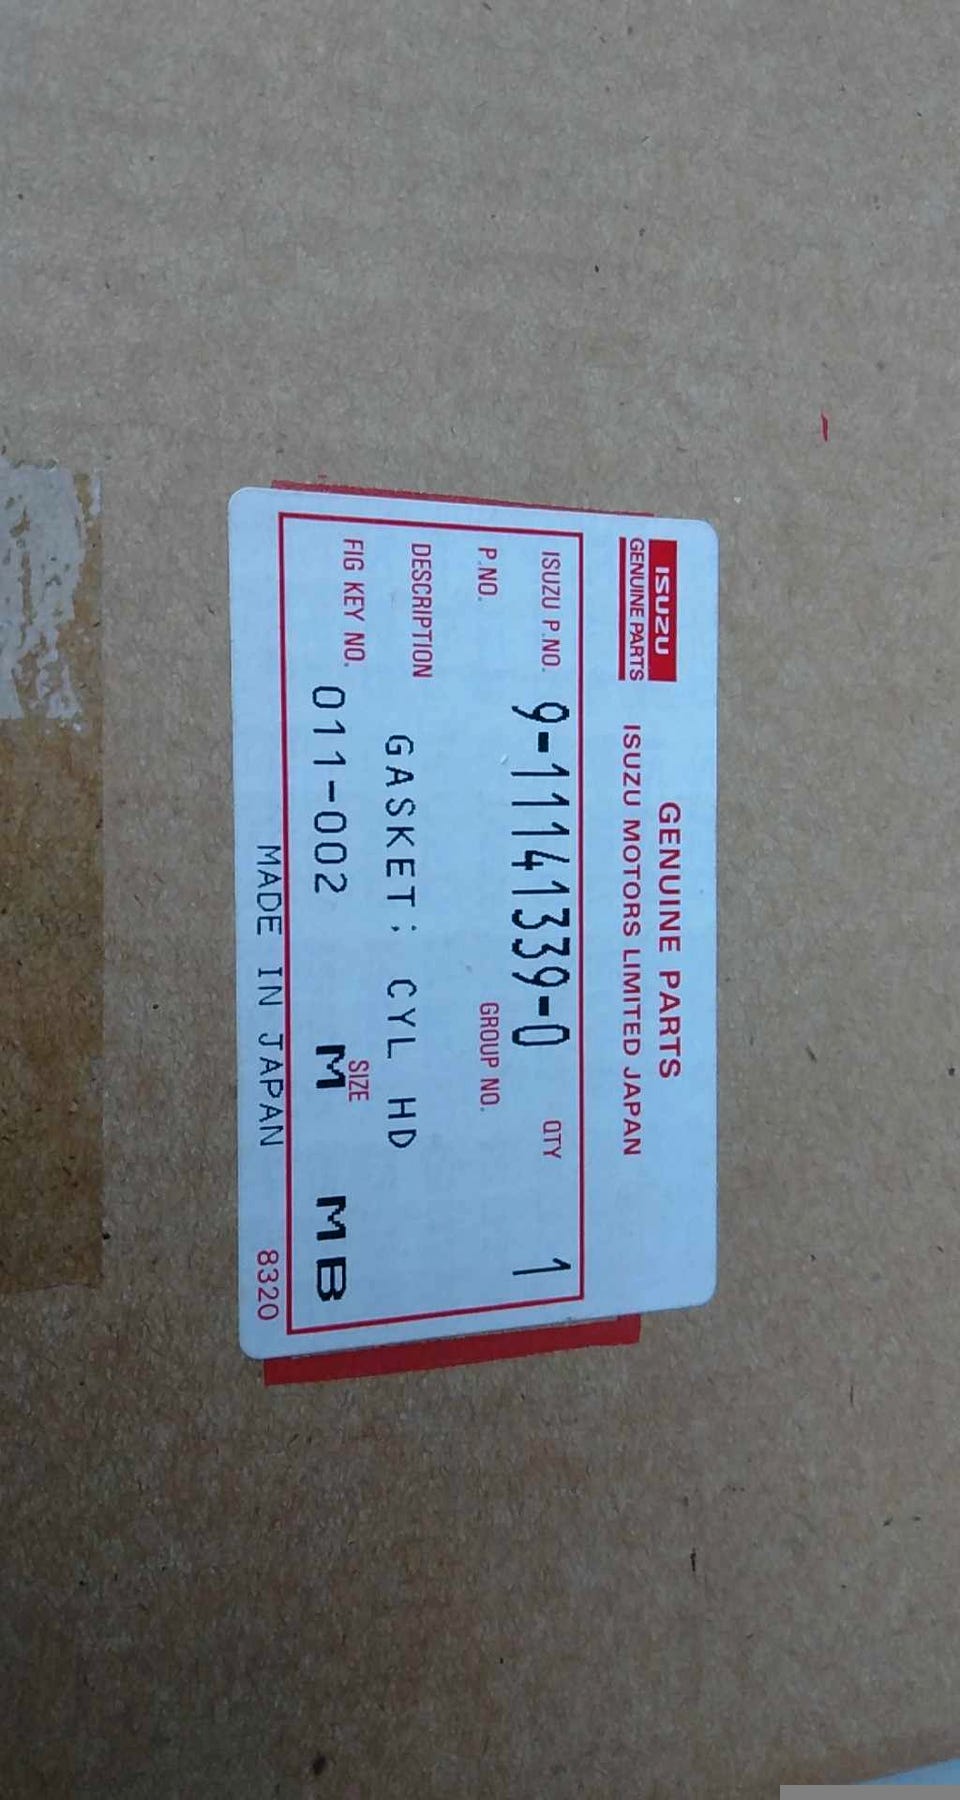 ISUZU
GENUINE PARTS
GENUINE PARTS
ISUZU MOTORS LIMITED JAPAN
ISUZU P.NO. 9-11141339-0 QTY 1
P.NO. GROUP NO.
DESCRIPTION GASKET; CYL HD
FIG KEY NO. 011-002 SIZE M MB
MADE IN JAPAN 8320